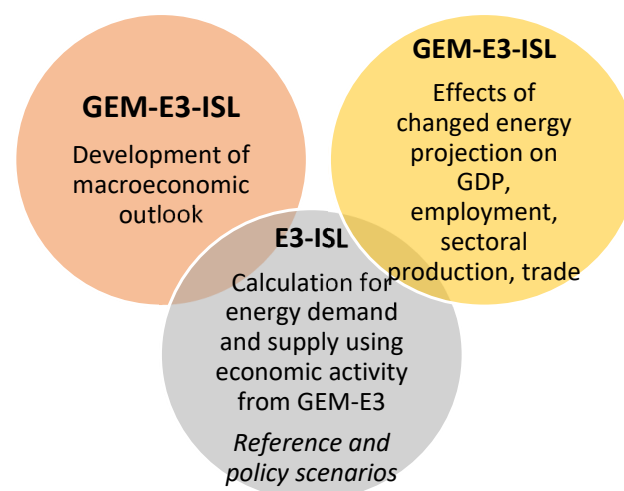 GEM-E3-ISL
Development of
macroeconomic
outlook
GEM-E3-ISL
Effects of
changed energy
projection on
GDP,
employment,
sectoral
production, trade
E3-ISL
Calculation for
energy demand
and supply using
economic activity
from GEM-E3
Reference and
policy scenarios